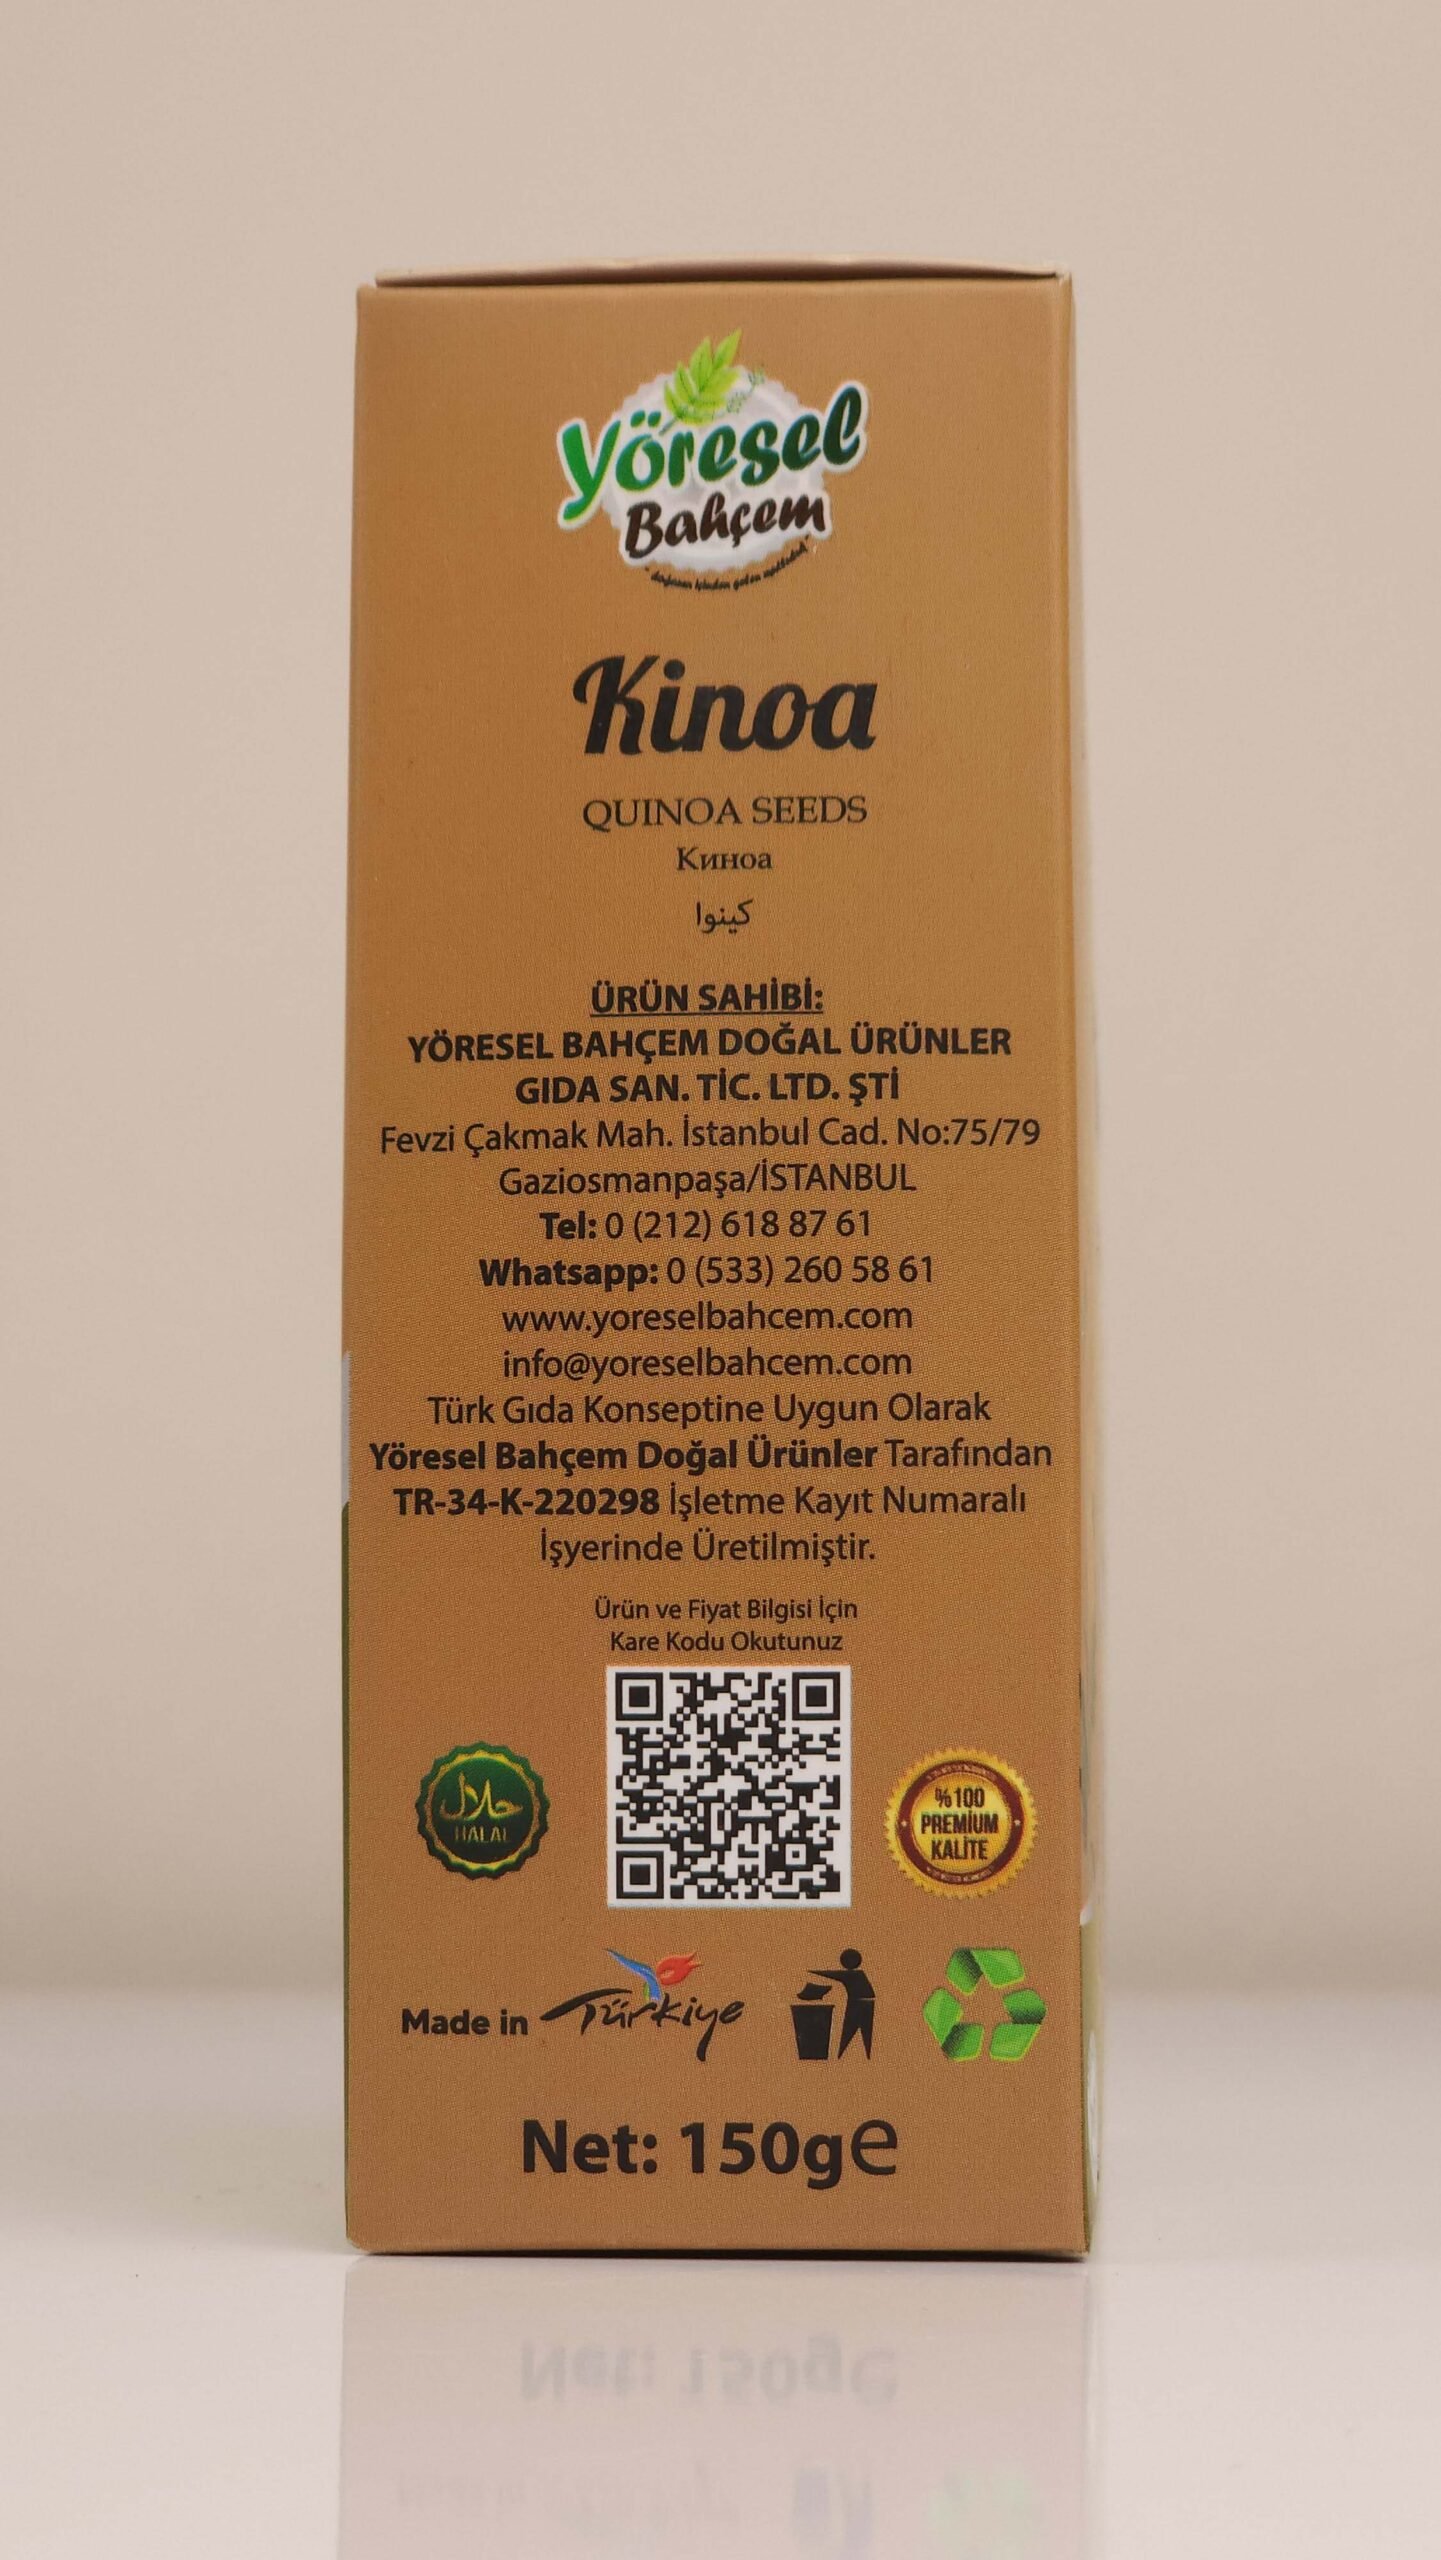 Yöresel
Bahçem
Kinoa
QUINOA SEEDS
Киноа
كينوا
ÜRÜN SAHİBİ:
YÖRESEL BAHÇEM DOĞAL ÜRÜNLER
GIDA SAN. TİC. LTD. ŞTİ
Fevzi Çakmak Mah. İstanbul Cad. No:75/79
Gaziosmanpaşa/İSTANBUL
Tel: 0 (212) 618 87 61
Whatsapp: 0 (533) 260 58 61
www.yoreselbahcem.com
info@yoreselbahcem.com
Türk Gıda Konseptine Uygun Olarak
Yöresel Bahçem Doğal Ürünler Tarafından
TR-34-K-220298 İşletme Kayıt Numaralı
İşyerinde Üretilmiştir.
Ürün ve Fiyat Bilgisi İçin
Kare Kodu Okutunuz
حلال
HALAL
%100
PREMİUM
KALİTE
Made in Türkiye
Net: 150g℮